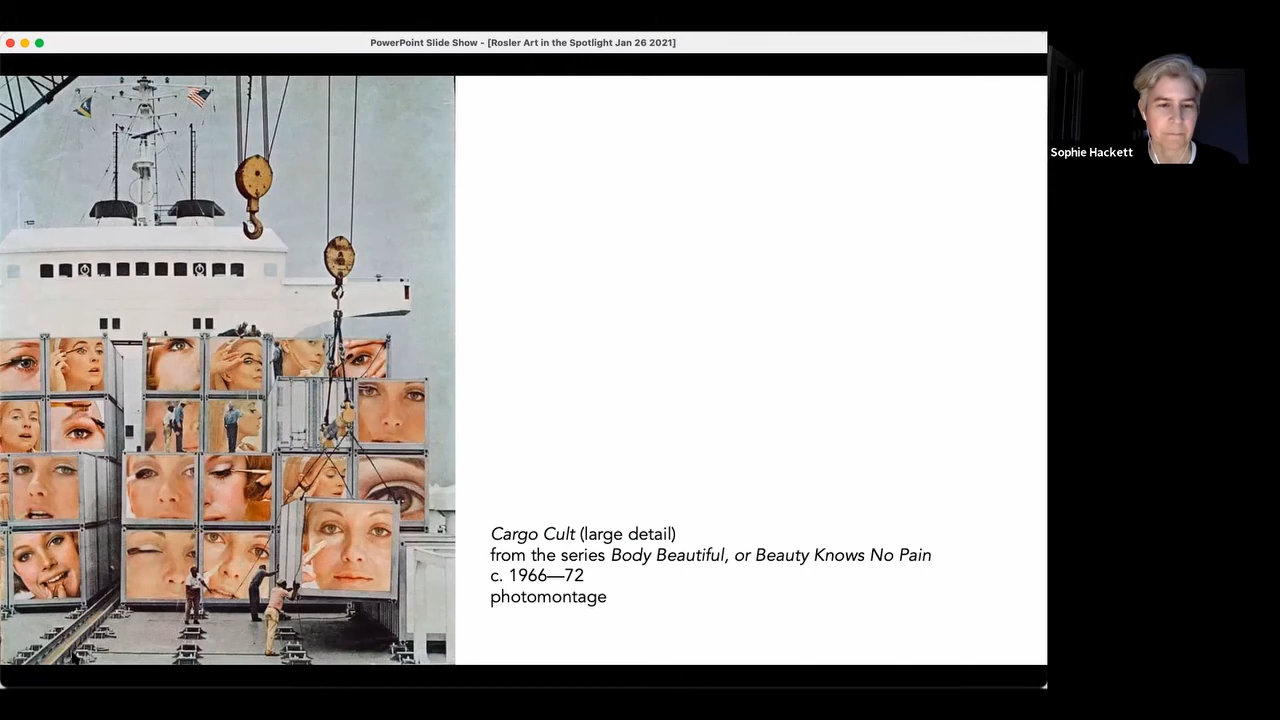 PowerPoint Slide Show - [Rosler Art in the Spotlight Jan 26 2021]
Sophie Hackett
Cargo Cult (large detail)
from the series Body Beautiful, or Beauty Knows No Pain
c. 1966—72
photomontage